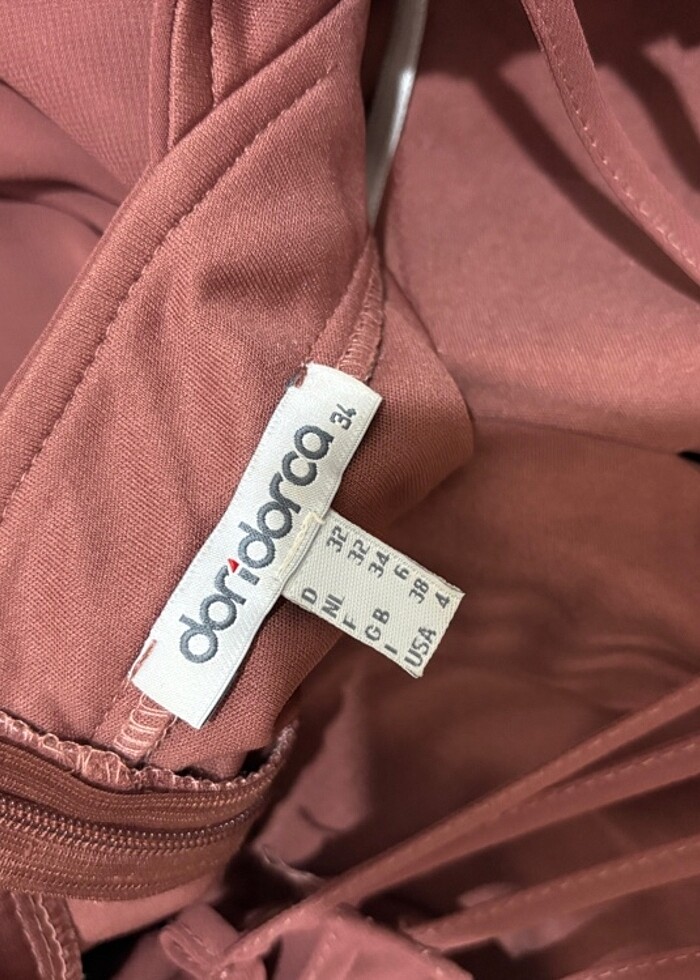 doridorca 34
D 32
NL 32
F 34
GB 6
I 38
USA 4